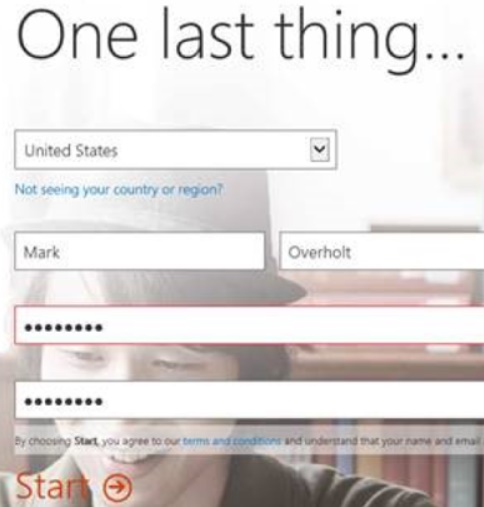 One last thing...
United States
Not seeing your country or region?
Mark Overholt
••••••••
••••••••
By choosing Start, you agree to our terms and conditions and understand that your name and email
Start